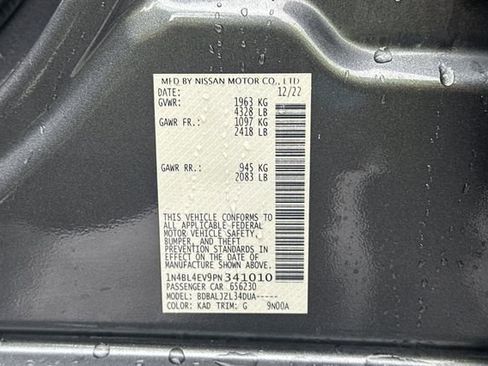 MFD BY NISSAN MOTOR CO., LTD
DATE: 12/22
GVWR: 1963 KG
4328 LB
GAWR FR.: 1097 KG
2418 LB
GAWR RR.: 945 KG
2083 LB
THIS VEHICLE CONFORMS TO
ALL APPLICABLE FEDERAL
MOTOR VEHICLE SAFETY,
BUMPER, AND THEFT
PREVENTION STANDARDS IN
EFFECT ON THE DATE OF
MANUFACTURE SHOWN ABOVE.
1N4BL4EV9PN341010
PASSENGER CAR 656230
MODEL: BDBALJZL34DUA-----
COLOR: KAD TRIM: G 9N00A